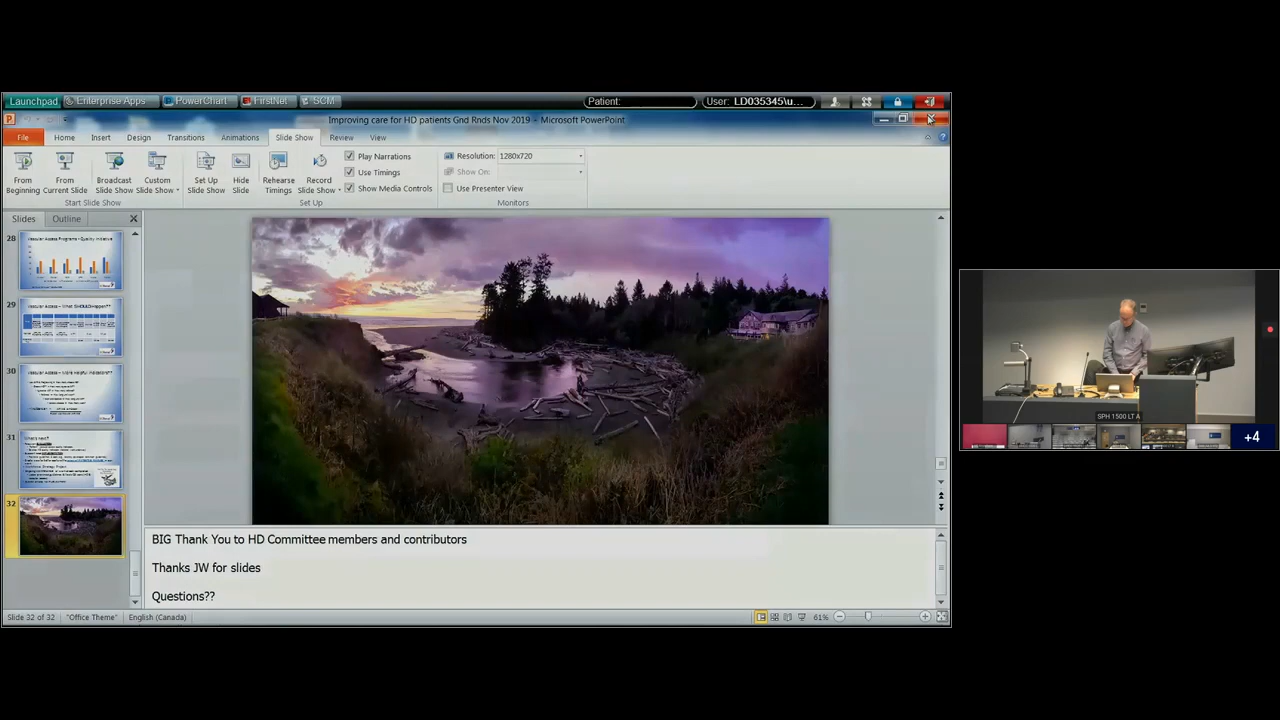 Launchpad Enterprise Apps PowerChart FirstNet SCM Patient: User: LD035345\u...
Improving care for HD patients Gnd Rnds Nov 2019 - Microsoft PowerPoint
File Home Insert Design Transitions Animations Slide Show Review View
From Beginning
From Current Slide
Broadcast Slide Show
Custom Slide Show
Set Up Slide Show
Hide Slide
Rehearse Timings
Record Slide Show
Play Narrations
Use Timings
Show Media Controls
Resolution: 1280x720
Show On:
Use Presenter View
Start Slide Show Set Up Monitors
Slides Outline
28
29
30
31
What's next?
32
BIG Thank You to HD Committee members and contributors
Thanks JW for slides
Questions??
Slide 32 of 32 "Office Theme" English (Canada) 61%
SPH 1500 LT A
+4